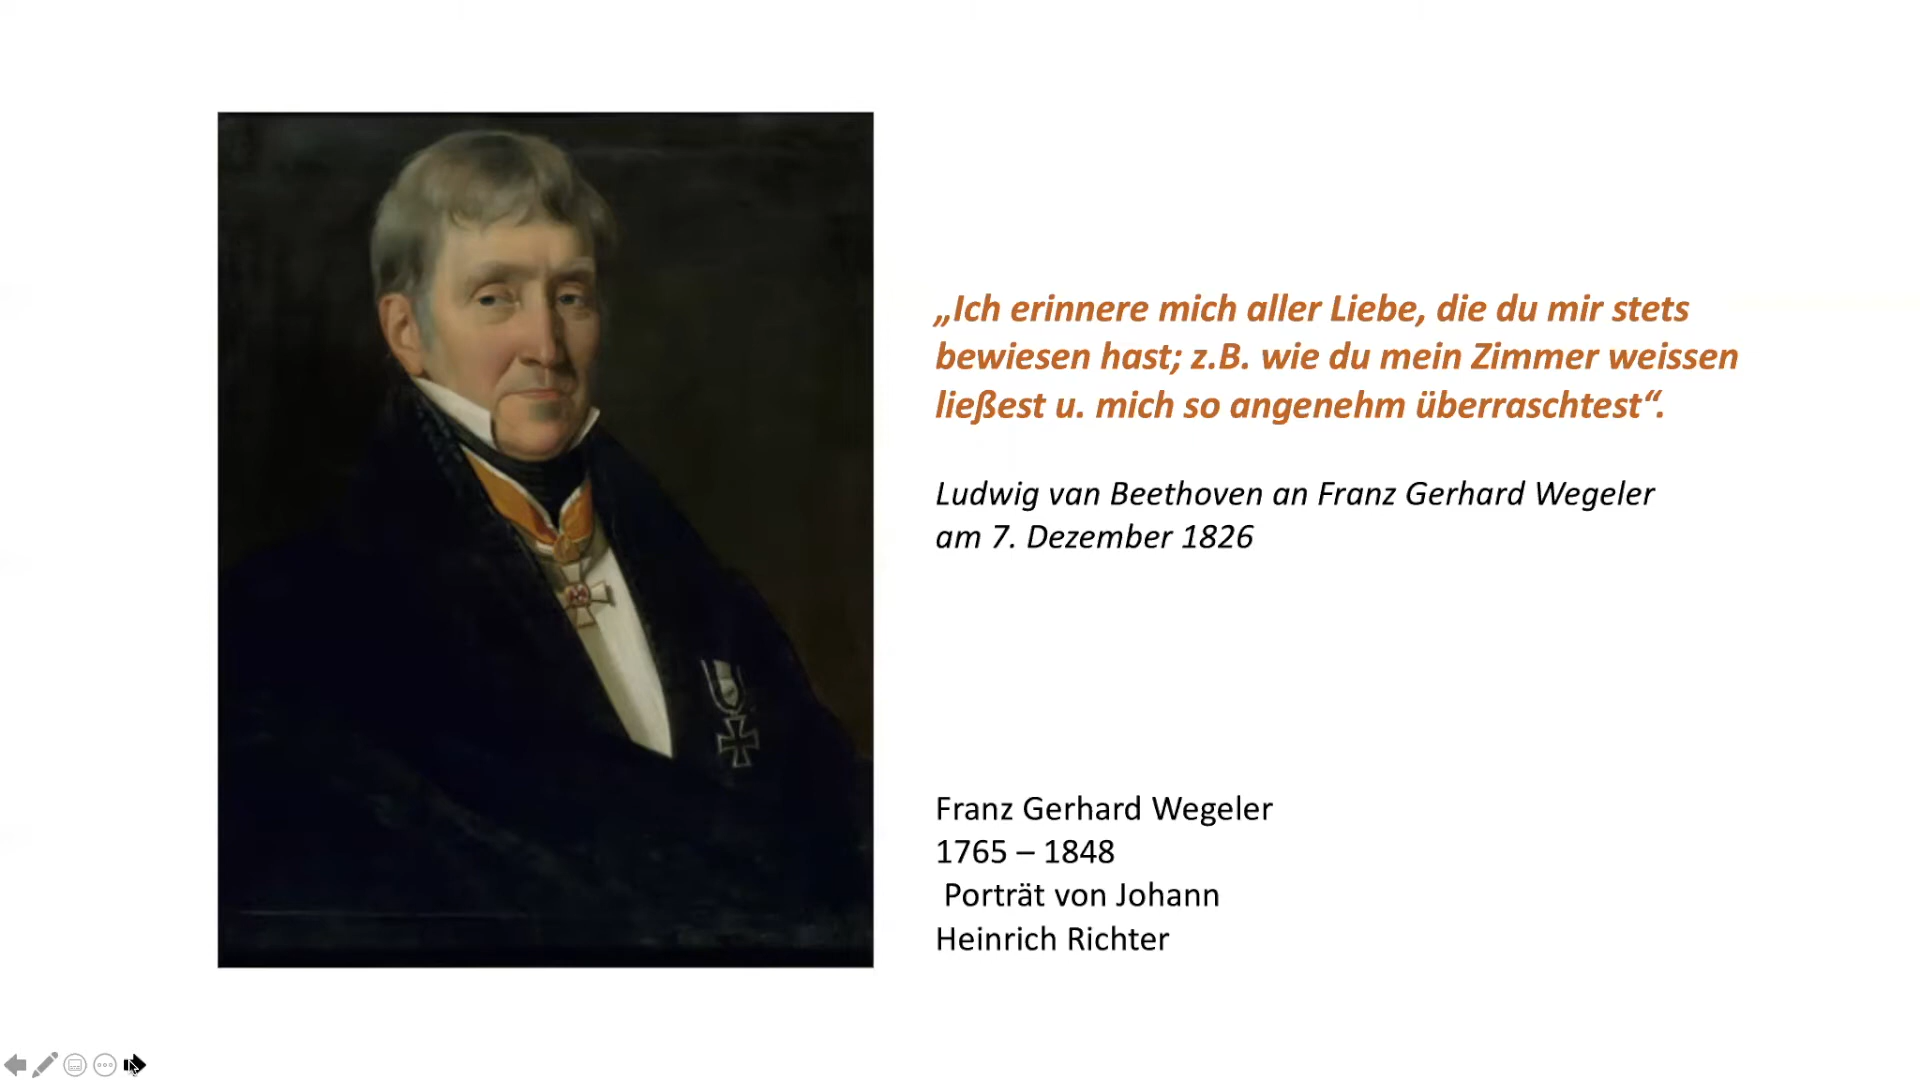 „Ich erinnere mich aller Liebe, die du mir stets
bewiesen hast; z.B. wie du mein Zimmer weissen
ließest u. mich so angenehm überraschtest“.
Ludwig van Beethoven an Franz Gerhard Wegeler
am 7. Dezember 1826
Franz Gerhard Wegeler
1765 – 1848
Porträt von Johann
Heinrich Richter